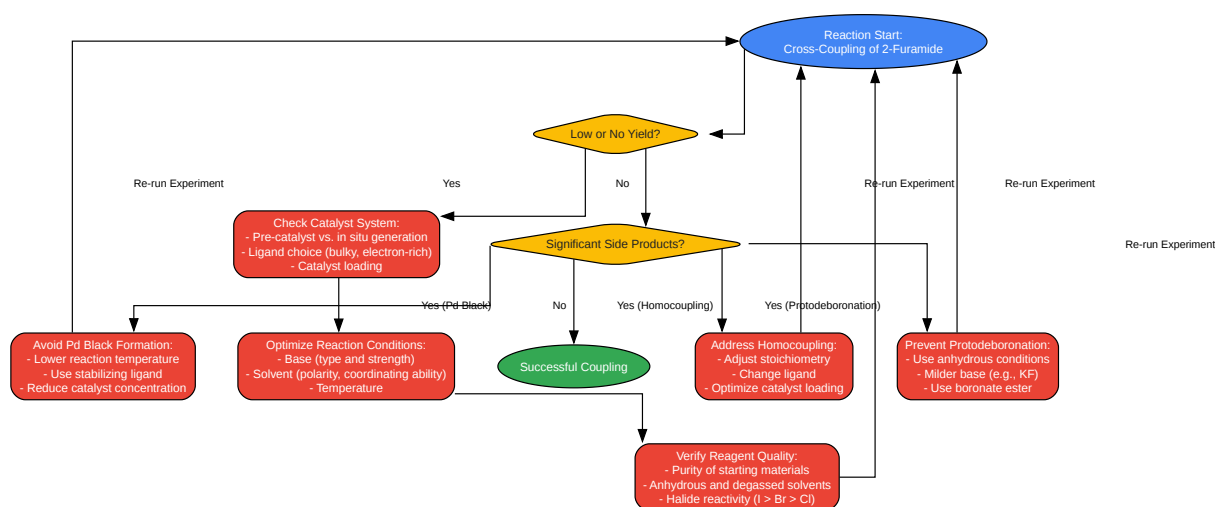 Reaction Start:
Cross-Coupling of 2-Furamide
Low or No Yield?
Re-run Experiment
Yes
No
Re-run Experiment
Re-run Experiment
Check Catalyst System:
- Pre-catalyst vs. in situ generation
- Ligand choice (bulky, electron-rich)
- Catalyst loading
Significant Side Products?
Re-run Experiment
Yes (Pd Black)
No
Yes (Homocoupling)
Yes (Protodeboronation)
Avoid Pd Black Formation:
- Lower reaction temperature
- Use stabilizing ligand
- Reduce catalyst concentration
Optimize Reaction Conditions:
- Base (type and strength)
- Solvent (polarity, coordinating ability)
- Temperature
Successful Coupling
Address Homocoupling:
- Adjust stoichiometry
- Change ligand
- Optimize catalyst loading
Prevent Protodeboronation:
- Use anhydrous conditions
- Milder base (e.g., KF)
- Use boronate ester
Verify Reagent Quality:
- Purity of starting materials
- Anhydrous and degassed solvents
- Halide reactivity (I > Br > Cl)